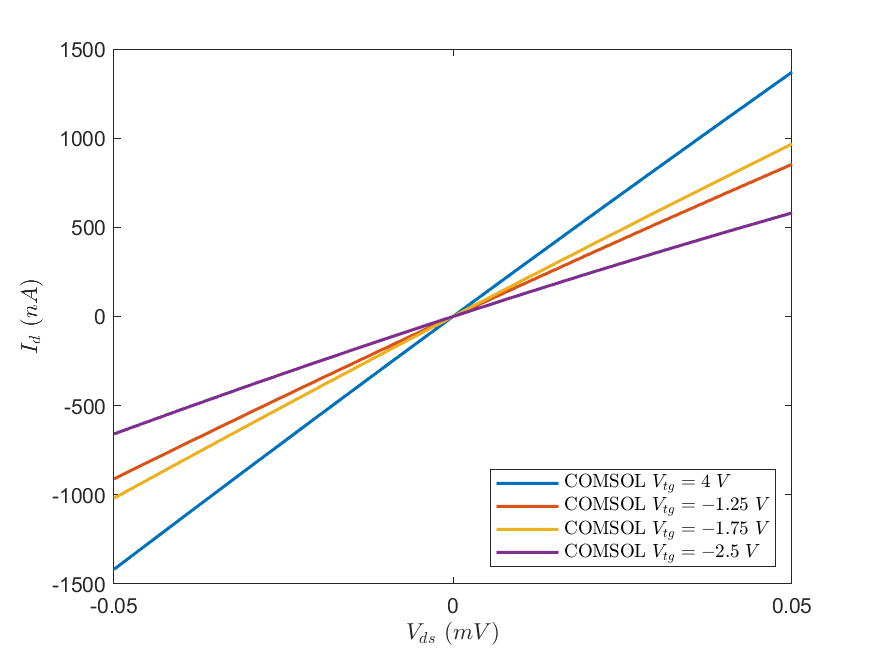 1500
1000
500
0
-500
-1000
-1500
-0.05 0 0.05
I_d (nA)
V_ds (mV)
COMSOL V_tg = 4 V
COMSOL V_tg = −1.25 V
COMSOL V_tg = −1.75 V
COMSOL V_tg = −2.5 V